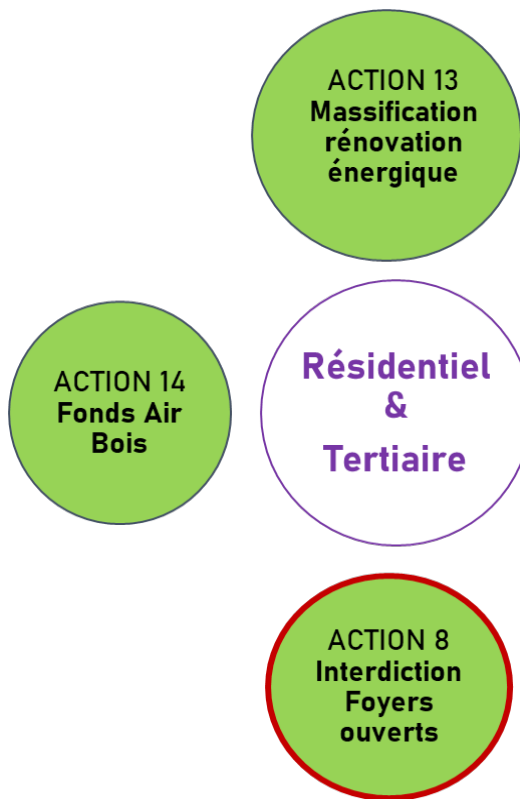 ACTION 13
Massification
rénovation
énergique
Résidentiel
&
Tertiaire
ACTION 14
Fonds Air
Bois
ACTION 8
Interdiction
Foyers
ouverts